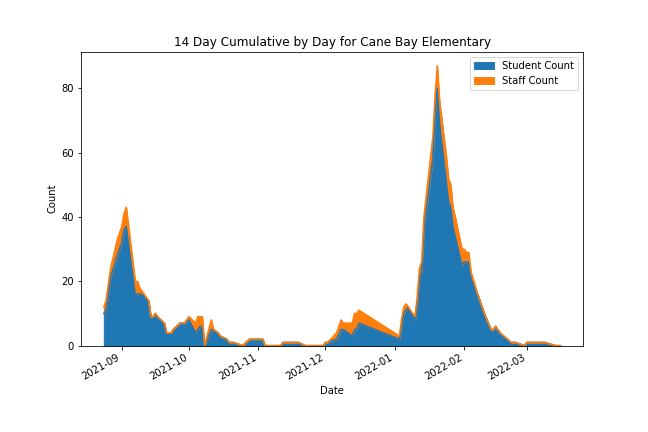 14 Day Cumulative by Day for Cane Bay Elementary
Student Count
Staff Count
80
60
40
20
0
Count
2021-09
2021-10
2021-11
2021-12
2022-01
2022-02
2022-03
Date